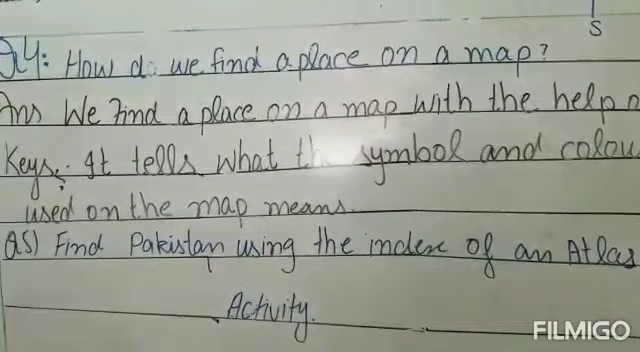 S
Q4: How do we find a place on a map?
Ans We Find a place on a map with the help o
Keys. It tells what th symbol and colou
used on the map means.
Q5) Find Pakistan using the index of an Atlas
Activity.
FILMIGO